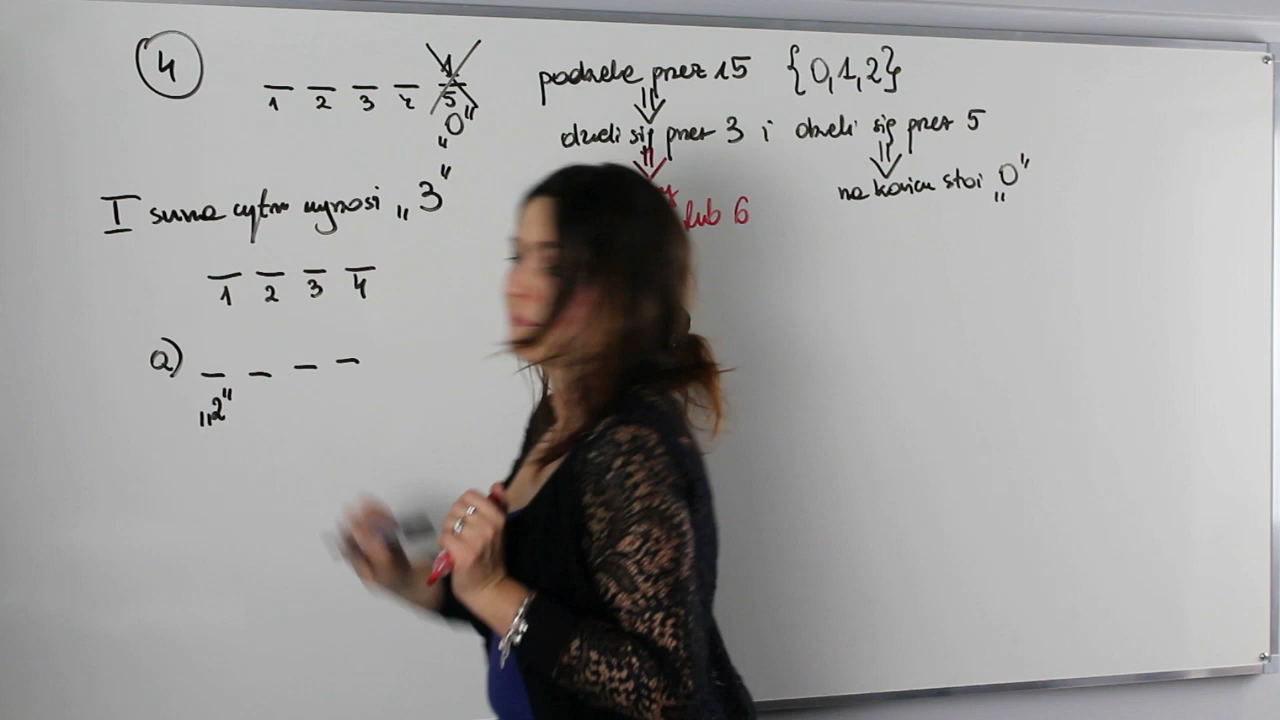 4
1 2 3 4 5
„0”
podzielne przez 15 {0,1,2}
dzieli się przez 3 i dzieli się przez 5
na końcu stoi „0”
lub 6
I suma cyfr wynosi „3”
1 2 3 4
a)
„2”